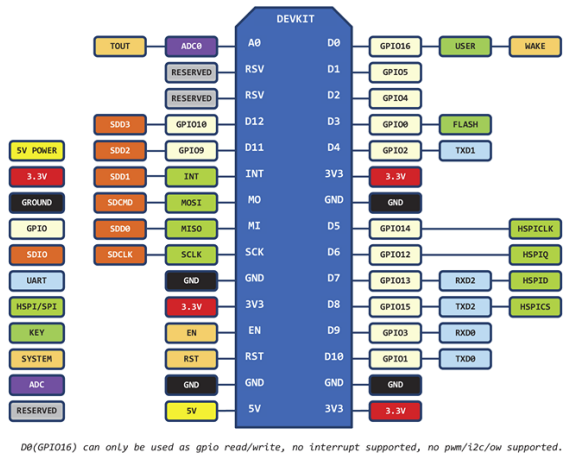 DEVKIT
TOUT ADC0 A0 D0 GPIO16 USER WAKE
RESERVED RSV D1 GPIO5
RESERVED RSV D2 GPIO4
SDD3 GPIO10 D12 D3 GPIO0 FLASH
5V POWER SDD2 GPIO9 D11 D4 GPIO2 TXD1
3.3V SDD1 INT INT 3V3 3.3V
GROUND SDCMD MOSI MO GND GND
GPIO SDD0 MISO MI D5 GPIO14 HSPICLK
SDIO SDCLK SCLK SCK D6 GPIO12 HSPIQ
UART GND GND D7 GPIO13 RXD2 HSPID
HSPI/SPI 3.3V 3V3 D8 GPIO15 TXD2 HSPICS
KEY EN EN D9 GPIO3 RXD0
SYSTEM RST RST D10 GPIO1 TXD0
ADC GND GND GND GND
RESERVED 5V 5V 3V3 3.3V
D0(GPIO16) can only be used as gpio read/write, no interrupt supported, no pwm/i2c/ow supported.